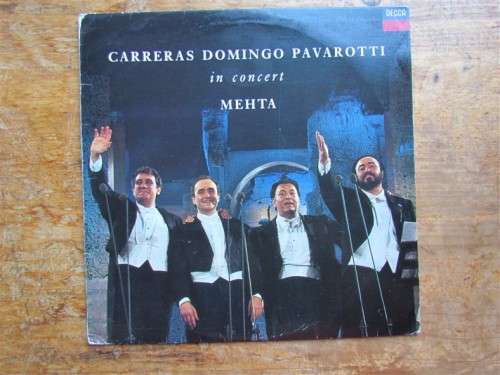 DECCA
CARRERAS DOMINGO PAVAROTTI
in concert
MEHTA